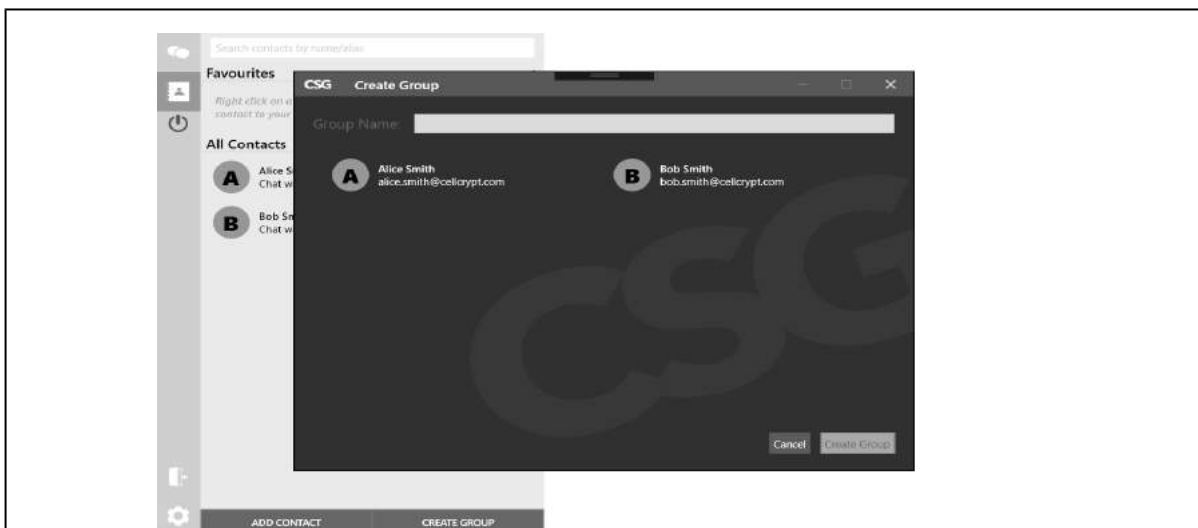 Search contacts by name/alias
Favourites
Right click on a
contact to your
All Contacts
A
Alice S
Chat w
B
Bob Sm
Chat w
CSG Create Group
Group Name:
A
Alice Smith
alice.smith@cellcrypt.com
B
Bob Smith
bob.smith@cellcrypt.com
CSG
Cancel Create Group
ADD CONTACT CREATE GROUP